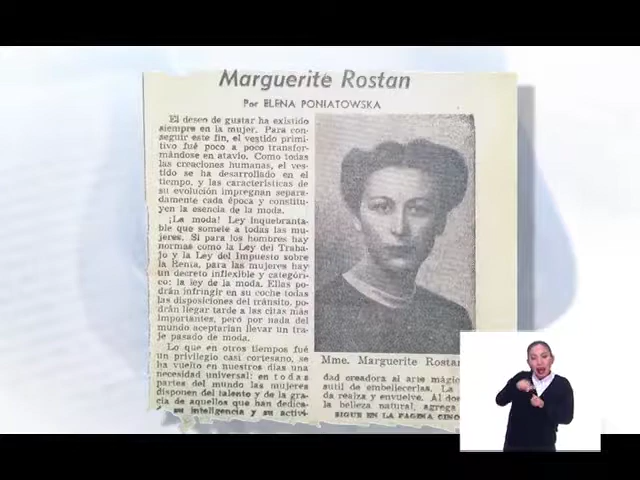 Marguerite Rostan
Por ELENA PONIATOWSKA
El deseo de gustar ha existido
siempre en la mujer. Para con-
seguir este fin, el vestido primi-
tivo fué poco a poco transfor-
mándose en atavío. Como todas
las creaciones humanas, el ves-
tido se ha desarrollado en el
tiempo, y las características de
su evolución impregnan separa-
damente cada época y constitu-
yen la esencia de la moda.
¡La moda! Ley inquebranta-
ble que somete a todas las mu-
jeres. Si para los hombres hay
normas como la Ley del Traba-
jo y la Ley del Impuesto sobre
la Renta, para las mujeres hay
un decreto inflexible y categóri-
co: la ley de la moda. Ellas po-
drán infringir en su coche todas
las disposiciones del tránsito, po-
drán llegar tarde a las citas más
importantes, pero por nada del
mundo aceptarían llevar un tra-
je pasado de moda.
Lo que en otros tiempos fué
un privilegio casi cortesano, se
ha vuelto en nuestros días una
necesidad universal: en todas
partes del mundo las mujeres
disponen del talento y de la gra-
cia de aquellos que han dedica-
su inteligencia y su activi-
Mme. Marguerite Rostan
dad creadora al arte mágic
sutil de embellecerlas. La
da realza y envuelve. Al do
la belleza natural, agrega
SIGUE EN LA PAGINA CINC